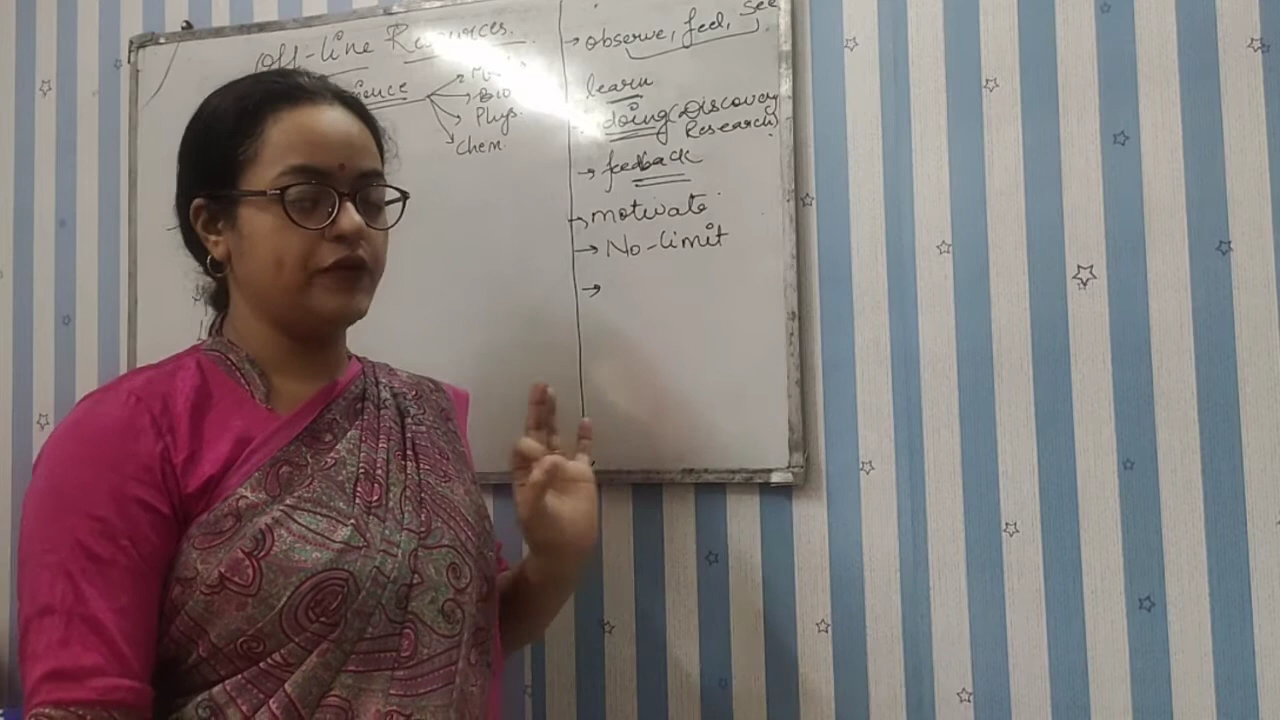 Off-line Resources.
Bio
Phys.
Chem.
→ observe, feel, see
learn
doing (Discovery
Research)
→ feedback
→ motivate
→ No-limit
→